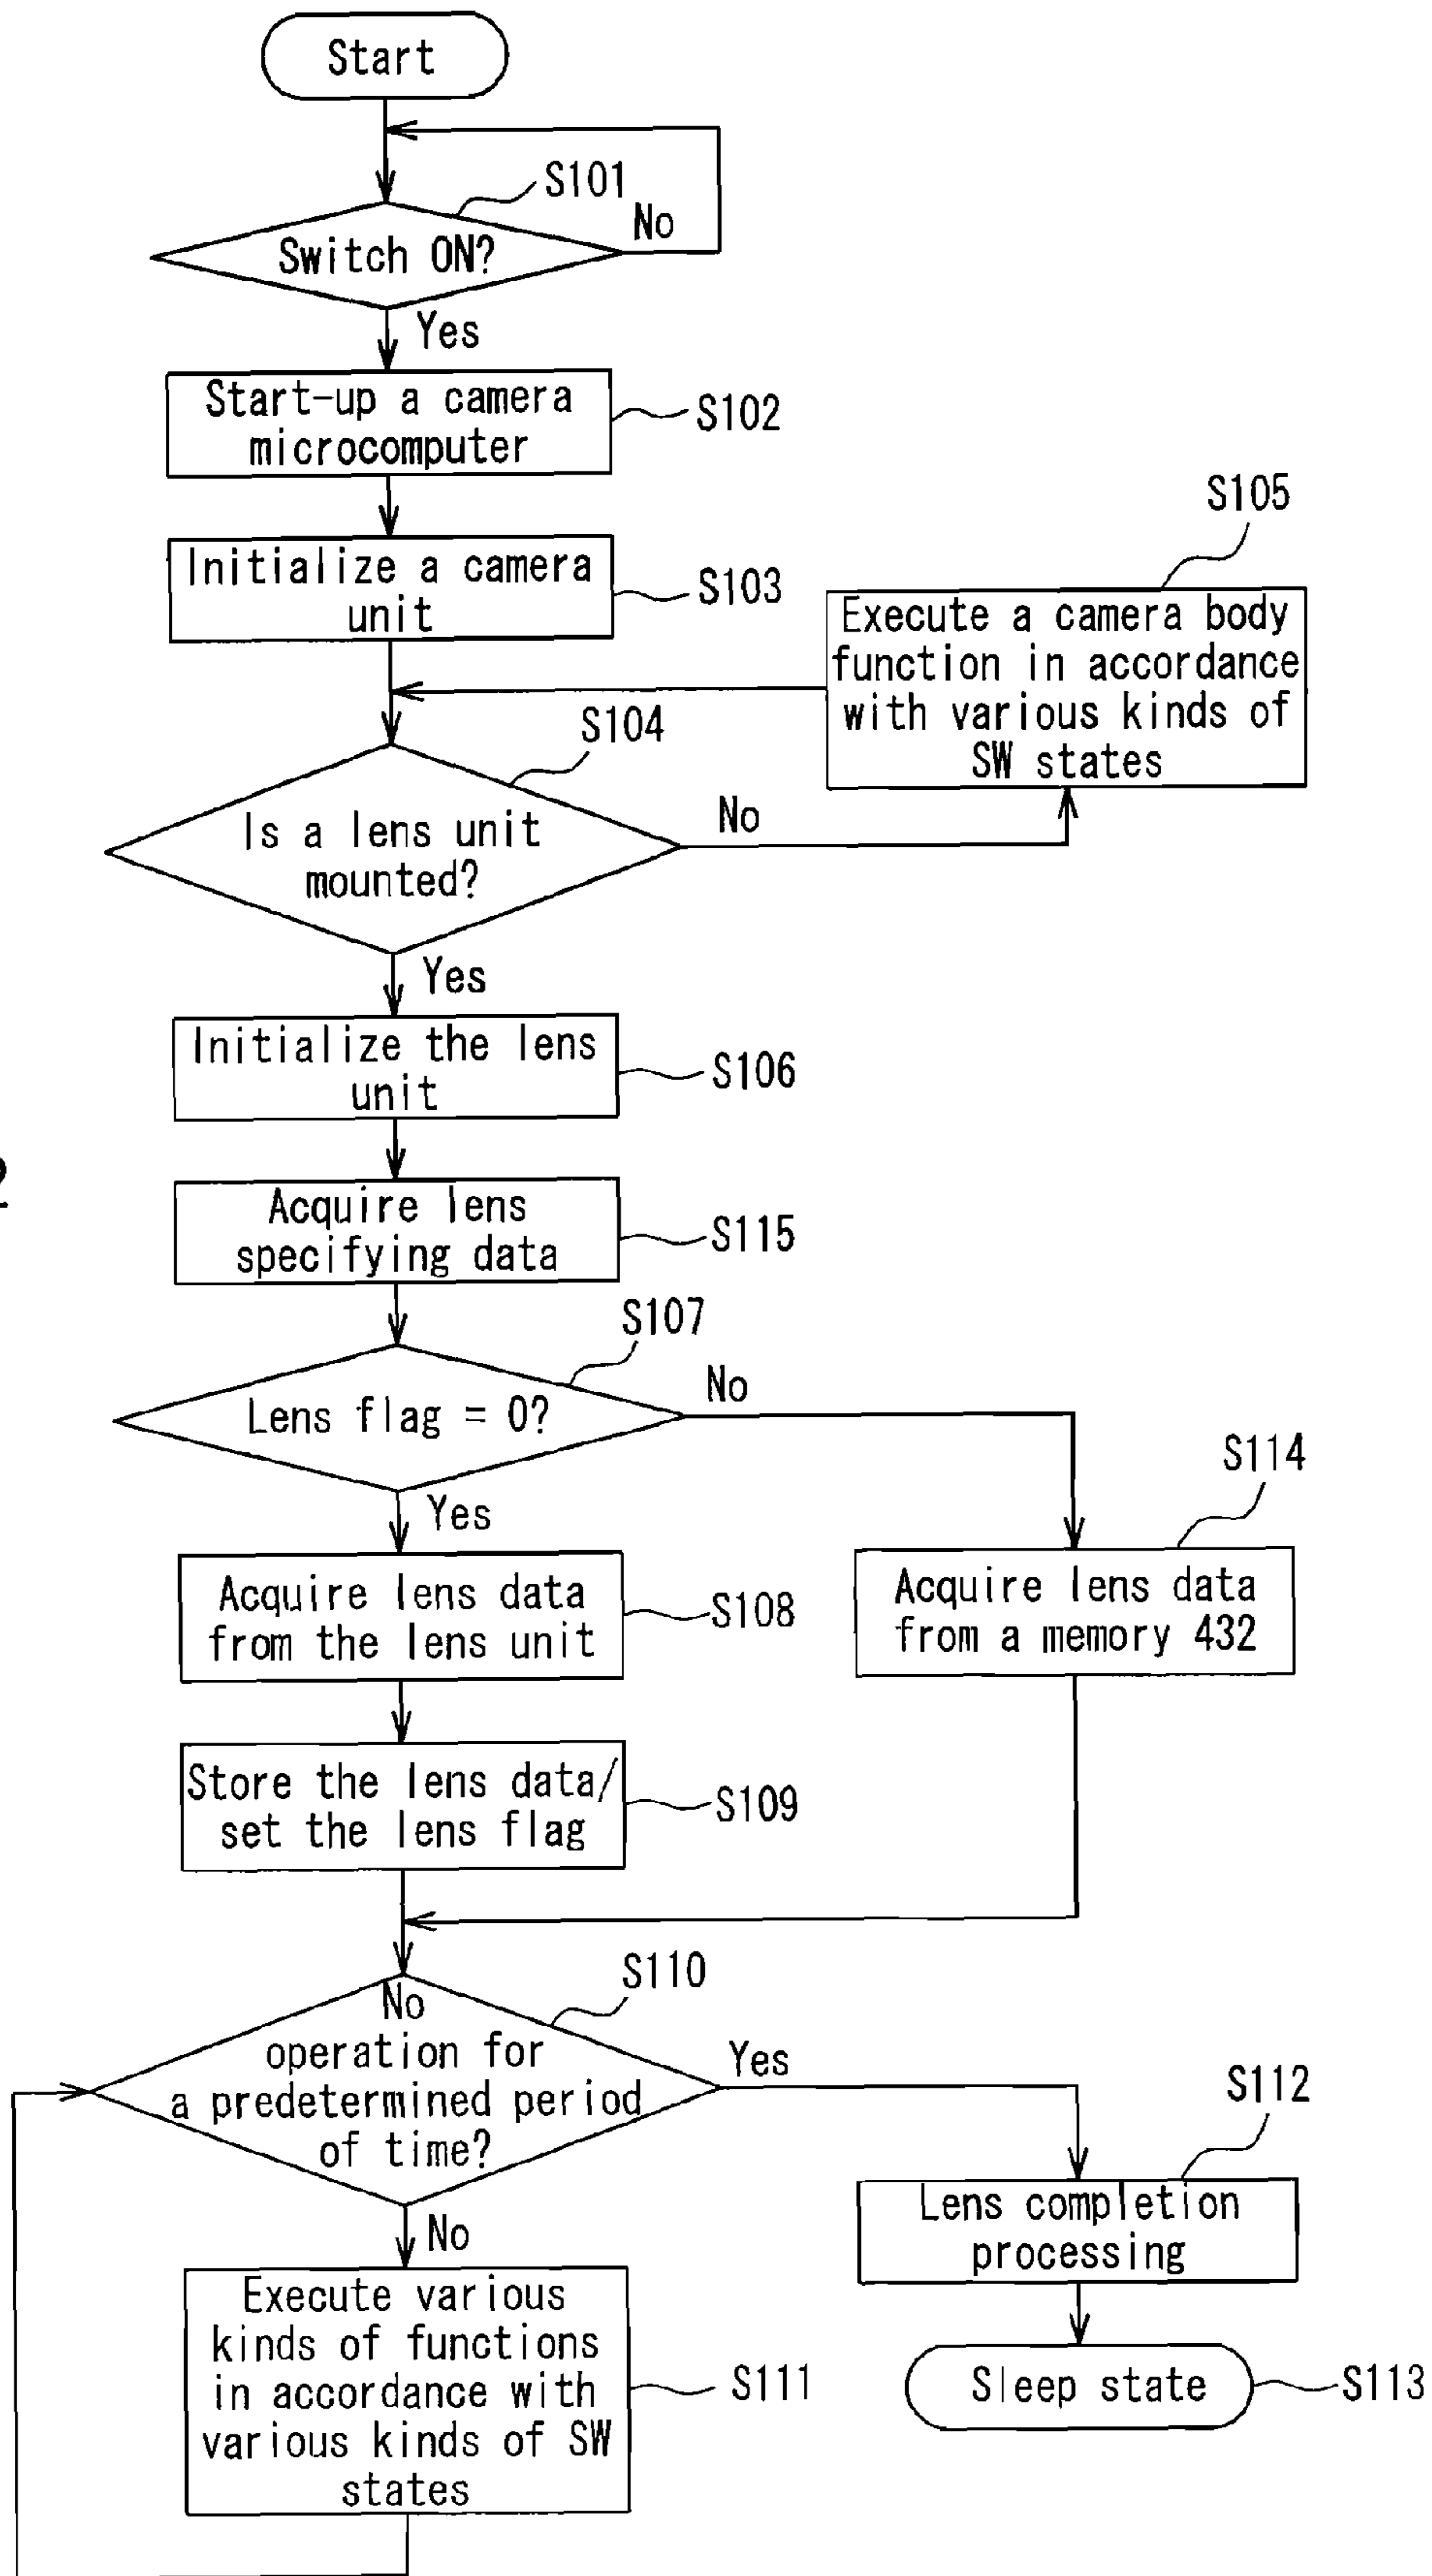 Start
S101
No
Switch ON?
Yes
Start-up a camera
microcomputer
S102
S105
Initialize a camera
unit
S103
Execute a camera body
function in accordance
with various kinds of
SW states
S104
Is a lens unit
mounted?
No
Yes
Initialize the lens
unit
S106
2
Acquire lens
specifying data
S115
S107
Lens flag = 0?
No
S114
Yes
Acquire lens data
from the lens unit
S108
Acquire lens data
from a memory 432
Store the lens data/
set the lens flag
S109
S110
No
operation for
a predetermined period
of time?
Yes
S112
Lens completion
processing
No
Execute various
kinds of functions
in accordance with
various kinds of SW
states
S111
Sleep state
S113